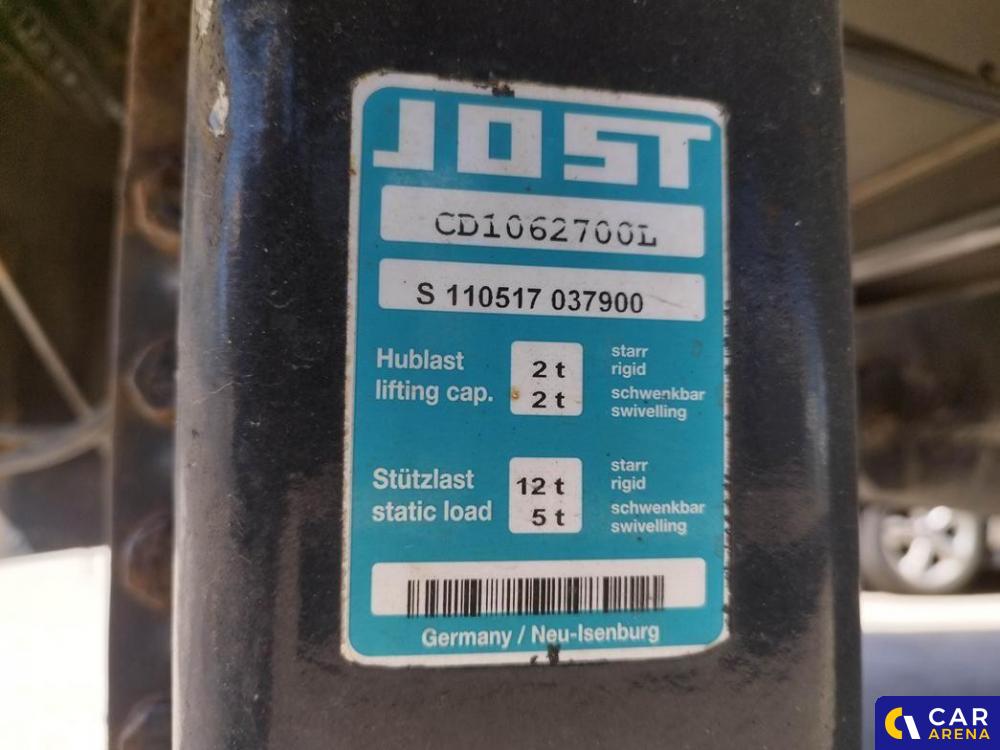 JOST
CD1062700L
S 110517 037900
Hublast
lifting cap.
2 t
2 t
starr
rigid
schwenkbar
swivelling
Stützlast
static load
12 t
5 t
starr
rigid
schwenkbar
swivelling
Germany / Neu-Isenburg
CAR
ARENA